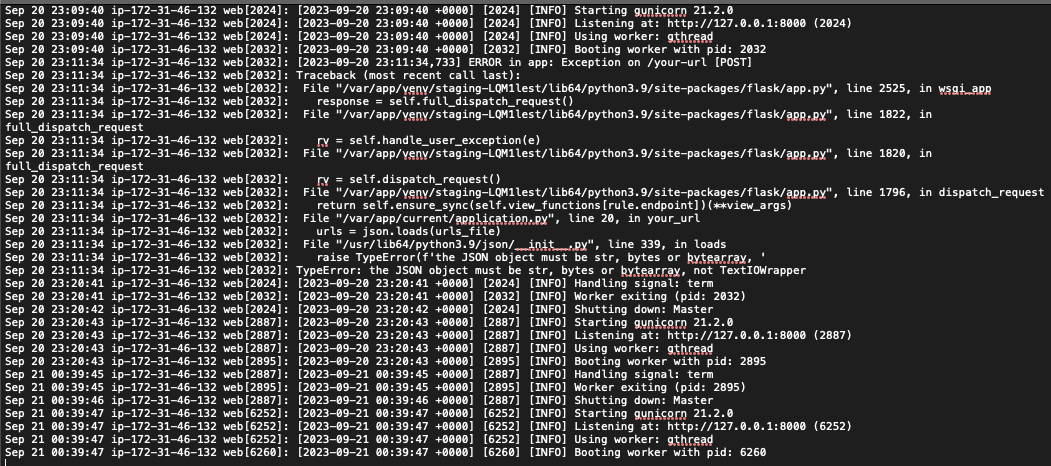 Sep 20 23:09:40 ip-172-31-46-132 web[2024]: [2023-09-20 23:09:40 +0000] [2024] [INFO] Starting gunicorn 21.2.0
Sep 20 23:09:40 ip-172-31-46-132 web[2024]: [2023-09-20 23:09:40 +0000] [2024] [INFO] Listening at: http://127.0.0.1:8000 (2024)
Sep 20 23:09:40 ip-172-31-46-132 web[2024]: [2023-09-20 23:09:40 +0000] [2024] [INFO] Using worker: gthread
Sep 20 23:09:40 ip-172-31-46-132 web[2032]: [2023-09-20 23:09:40 +0000] [2032] [INFO] Booting worker with pid: 2032
Sep 20 23:11:34 ip-172-31-46-132 web[2032]: [2023-09-20 23:11:34,733] ERROR in app: Exception on /your-url [POST]
Sep 20 23:11:34 ip-172-31-46-132 web[2032]: Traceback (most recent call last):
Sep 20 23:11:34 ip-172-31-46-132 web[2032]:  File "/var/app/venv/staging-LQM1lest/lib64/python3.9/site-packages/flask/app.py", line 2525, in wsgi_app
Sep 20 23:11:34 ip-172-31-46-132 web[2032]:    response = self.full_dispatch_request()
Sep 20 23:11:34 ip-172-31-46-132 web[2032]:  File "/var/app/venv/staging-LQM1lest/lib64/python3.9/site-packages/flask/app.py", line 1822, in
full_dispatch_request
Sep 20 23:11:34 ip-172-31-46-132 web[2032]:    rv = self.handle_user_exception(e)
Sep 20 23:11:34 ip-172-31-46-132 web[2032]:  File "/var/app/venv/staging-LQM1lest/lib64/python3.9/site-packages/flask/app.py", line 1820, in
full_dispatch_request
Sep 20 23:11:34 ip-172-31-46-132 web[2032]:    rv = self.dispatch_request()
Sep 20 23:11:34 ip-172-31-46-132 web[2032]:  File "/var/app/venv/staging-LQM1lest/lib64/python3.9/site-packages/flask/app.py", line 1796, in dispatch_request
Sep 20 23:11:34 ip-172-31-46-132 web[2032]:    return self.ensure_sync(self.view_functions[rule.endpoint])(**view_args)
Sep 20 23:11:34 ip-172-31-46-132 web[2032]:  File "/var/app/current/application.py", line 20, in your_url
Sep 20 23:11:34 ip-172-31-46-132 web[2032]:    urls = json.loads(urls_file)
Sep 20 23:11:34 ip-172-31-46-132 web[2032]:  File "/usr/lib64/python3.9/json/__init__.py", line 339, in loads
Sep 20 23:11:34 ip-172-31-46-132 web[2032]:    raise TypeError(f'the JSON object must be str, bytes or bytearray, '
Sep 20 23:11:34 ip-172-31-46-132 web[2032]: TypeError: the JSON object must be str, bytes or bytearray, not TextIOWrapper
Sep 20 23:20:41 ip-172-31-46-132 web[2024]: [2023-09-20 23:20:41 +0000] [2024] [INFO] Handling signal: term
Sep 20 23:20:41 ip-172-31-46-132 web[2032]: [2023-09-20 23:20:41 +0000] [2032] [INFO] Worker exiting (pid: 2032)
Sep 20 23:20:42 ip-172-31-46-132 web[2024]: [2023-09-20 23:20:42 +0000] [2024] [INFO] Shutting down: Master
Sep 20 23:20:43 ip-172-31-46-132 web[2887]: [2023-09-20 23:20:43 +0000] [2887] [INFO] Starting gunicorn 21.2.0
Sep 20 23:20:43 ip-172-31-46-132 web[2887]: [2023-09-20 23:20:43 +0000] [2887] [INFO] Listening at: http://127.0.0.1:8000 (2887)
Sep 20 23:20:43 ip-172-31-46-132 web[2887]: [2023-09-20 23:20:43 +0000] [2887] [INFO] Using worker: gthread
Sep 20 23:20:43 ip-172-31-46-132 web[2895]: [2023-09-20 23:20:43 +0000] [2895] [INFO] Booting worker with pid: 2895
Sep 21 00:39:45 ip-172-31-46-132 web[2887]: [2023-09-21 00:39:45 +0000] [2887] [INFO] Handling signal: term
Sep 21 00:39:45 ip-172-31-46-132 web[2895]: [2023-09-21 00:39:45 +0000] [2895] [INFO] Worker exiting (pid: 2895)
Sep 21 00:39:46 ip-172-31-46-132 web[2887]: [2023-09-21 00:39:46 +0000] [2887] [INFO] Shutting down: Master
Sep 21 00:39:47 ip-172-31-46-132 web[6252]: [2023-09-21 00:39:47 +0000] [6252] [INFO] Starting gunicorn 21.2.0
Sep 21 00:39:47 ip-172-31-46-132 web[6252]: [2023-09-21 00:39:47 +0000] [6252] [INFO] Listening at: http://127.0.0.1:8000 (6252)
Sep 21 00:39:47 ip-172-31-46-132 web[6252]: [2023-09-21 00:39:47 +0000] [6252] [INFO] Using worker: gthread
Sep 21 00:39:47 ip-172-31-46-132 web[6260]: [2023-09-21 00:39:47 +0000] [6260] [INFO] Booting worker with pid: 6260